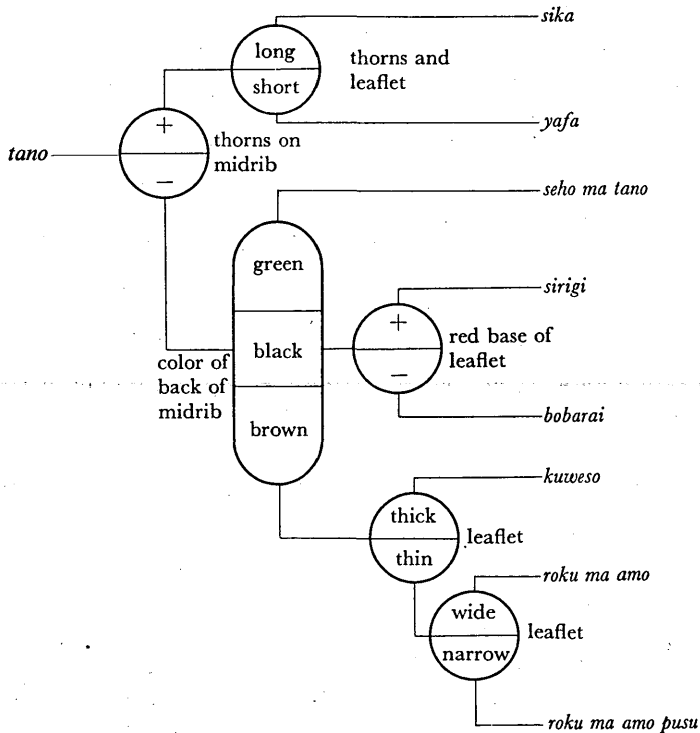 sika
long
short
thorns and
leaflet
yafa
tano
+
−
thorns on
midrib
seho ma tano
green
black
brown
color of
back of
midrib
sirigi
+
−
red base of
leaflet
bobarai
kuweso
thick
thin
leaflet
roku ma amo
wide
narrow
leaflet
roku ma amo pusu